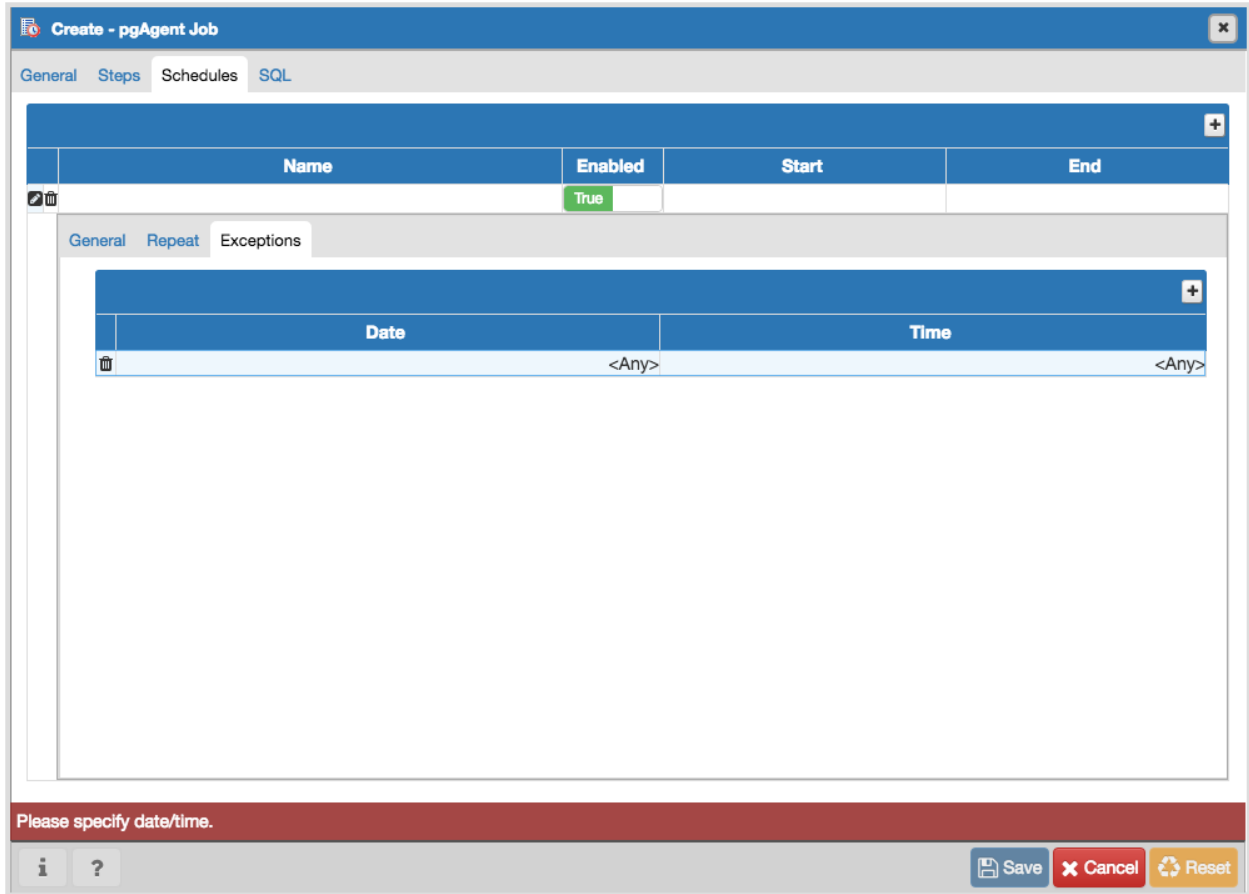 Create - pgAgent Job
General Steps Schedules SQL
Name Enabled Start End
True
General Repeat Exceptions
Date Time
<Any> <Any>
Please specify date/time.
i ? Save Cancel Reset